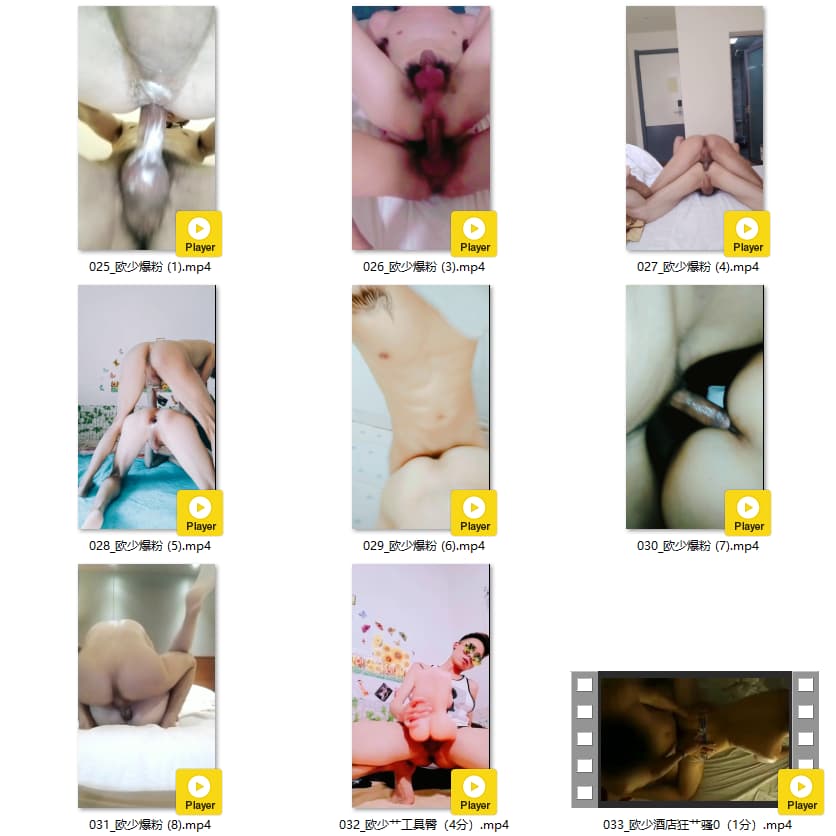 Player
Player
Player
025_欧少爆粉 (1).mp4
026_欧少爆粉 (3).mp4
027_欧少爆粉 (4).mp4
Player
Player
Player
028_欧少爆粉 (5).mp4
029_欧少爆粉 (6).mp4
030_欧少爆粉 (7).mp4
Player
Player
Player
031_欧少爆粉 (8).mp4
032_欧少艹工具臀（4分）.mp4
033_欧少酒店狂艹骚0（1分）.mp4